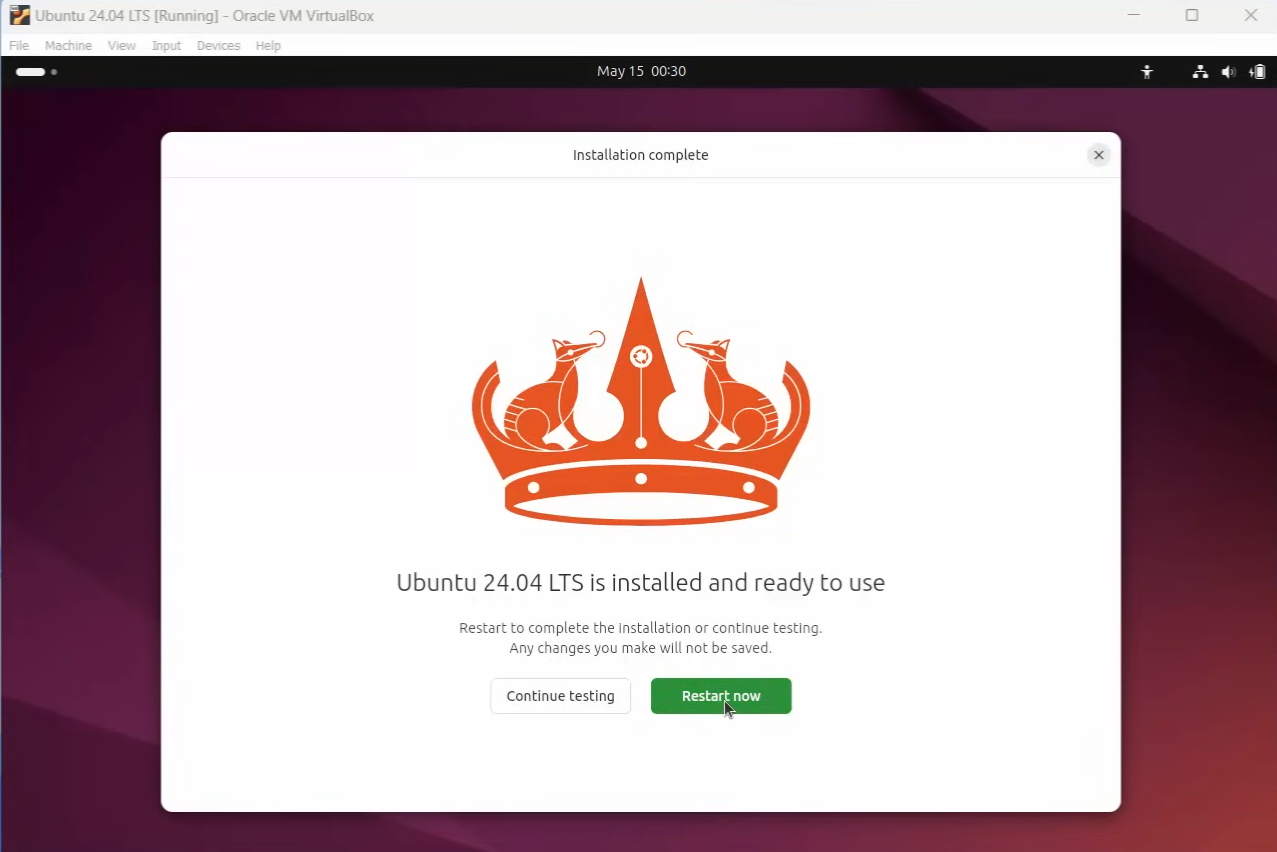 Ubuntu 24.04 LTS [Running] - Oracle VM VirtualBox
File Machine View Input Devices Help
May 15 00:30
Installation complete
Ubuntu 24.04 LTS is installed and ready to use
Restart to complete the installation or continue testing.
Any changes you make will not be saved.
Continue testing Restart now